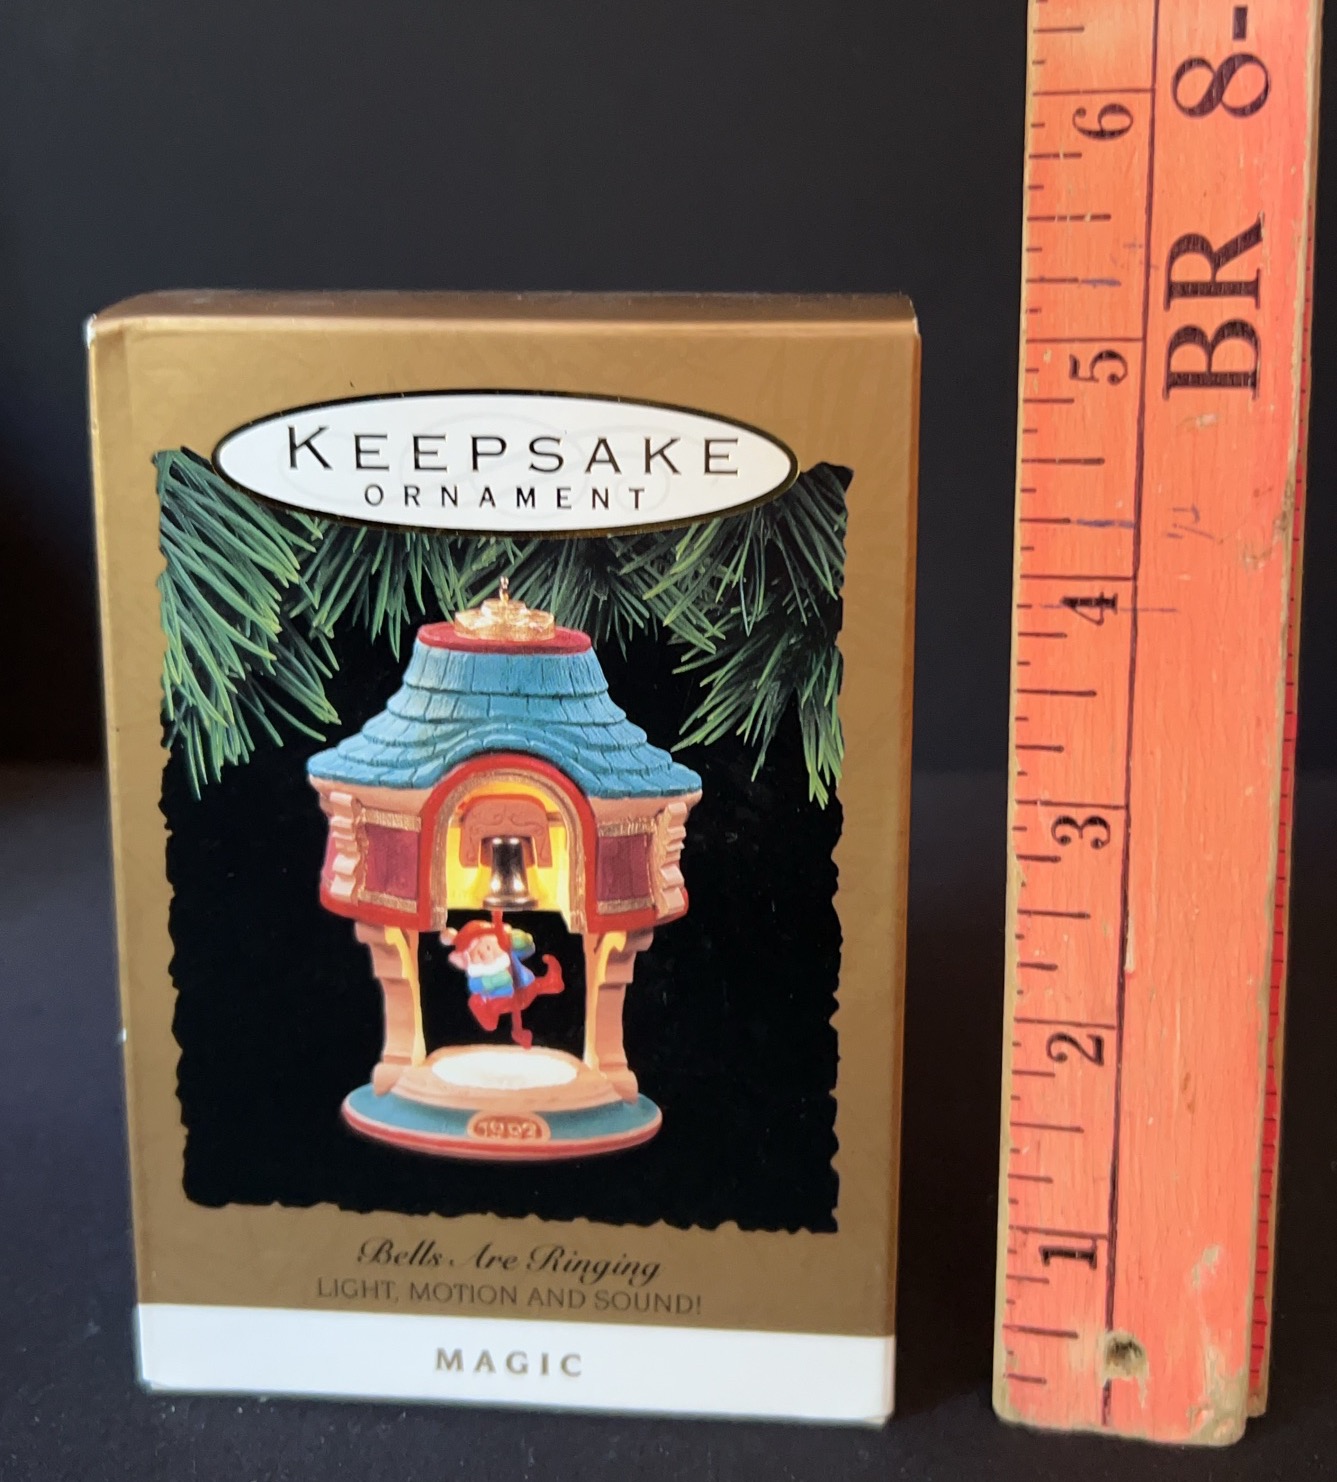 KEEPSAKE
ORNAMENT
1993
Bells Are Ringing
LIGHT, MOTION AND SOUND!
MAGIC
BR 8-
6
5
4
3
2
1